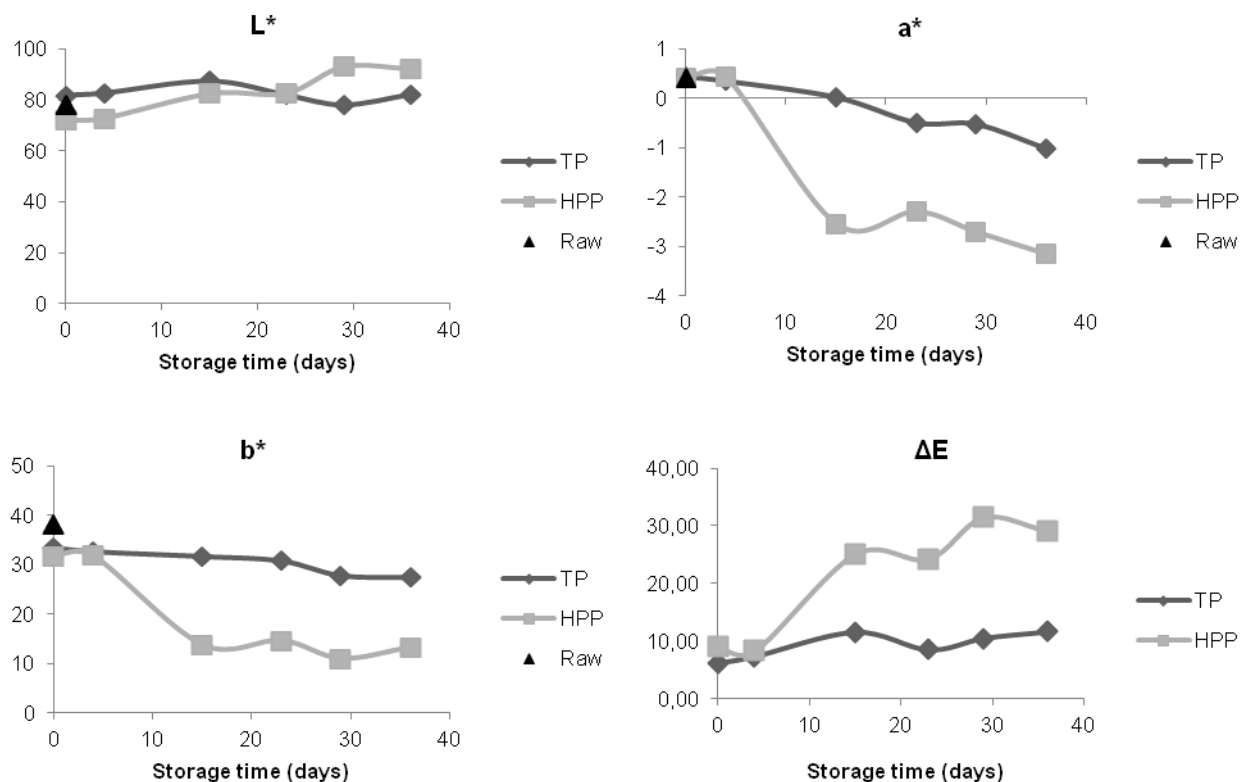 L*
100
80
60
40
20
0
0 10 20 30 40
Storage time (days)
TP
HPP
Raw
a*
1
0
-1
-2
-3
-4
0 10 20 30 40
Storage time (days)
TP
HPP
Raw
b*
50
40
30
20
10
0
0 10 20 30 40
Storage time (days)
TP
HPP
Raw
ΔE
40,00
30,00
20,00
10,00
0,00
0 10 20 30 40
Storage time (days)
TP
HPP